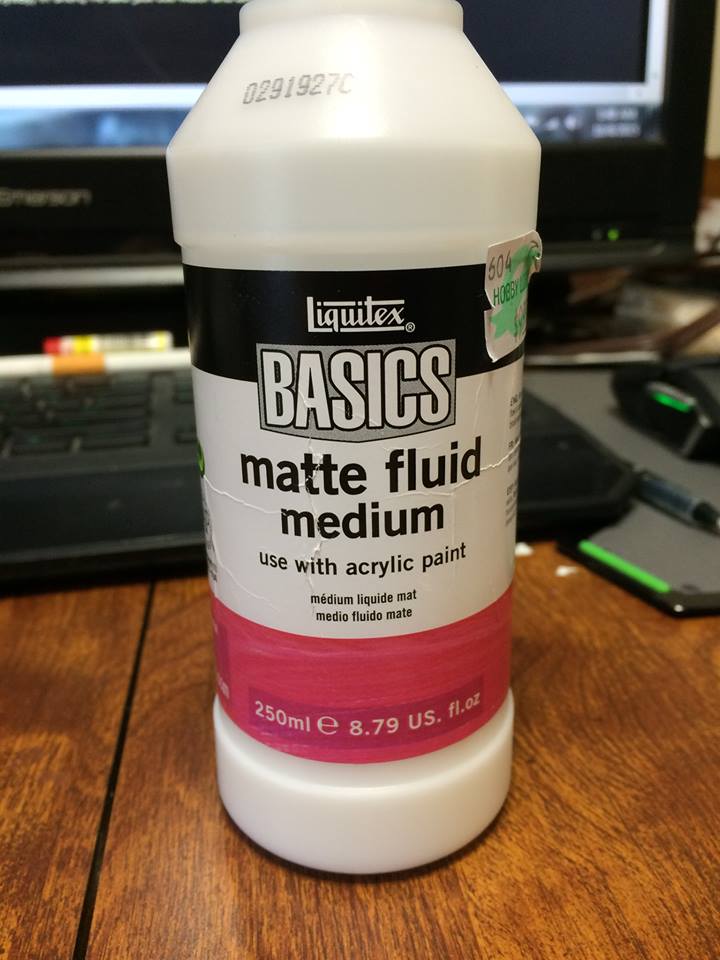 0291927C
Emerson
604
HOBBY
Liquitex®
BASICS
matte fluid
medium
use with acrylic paint
médium liquide mat
medio fluido mate
250ml ℮ 8.79 US. fl.oz